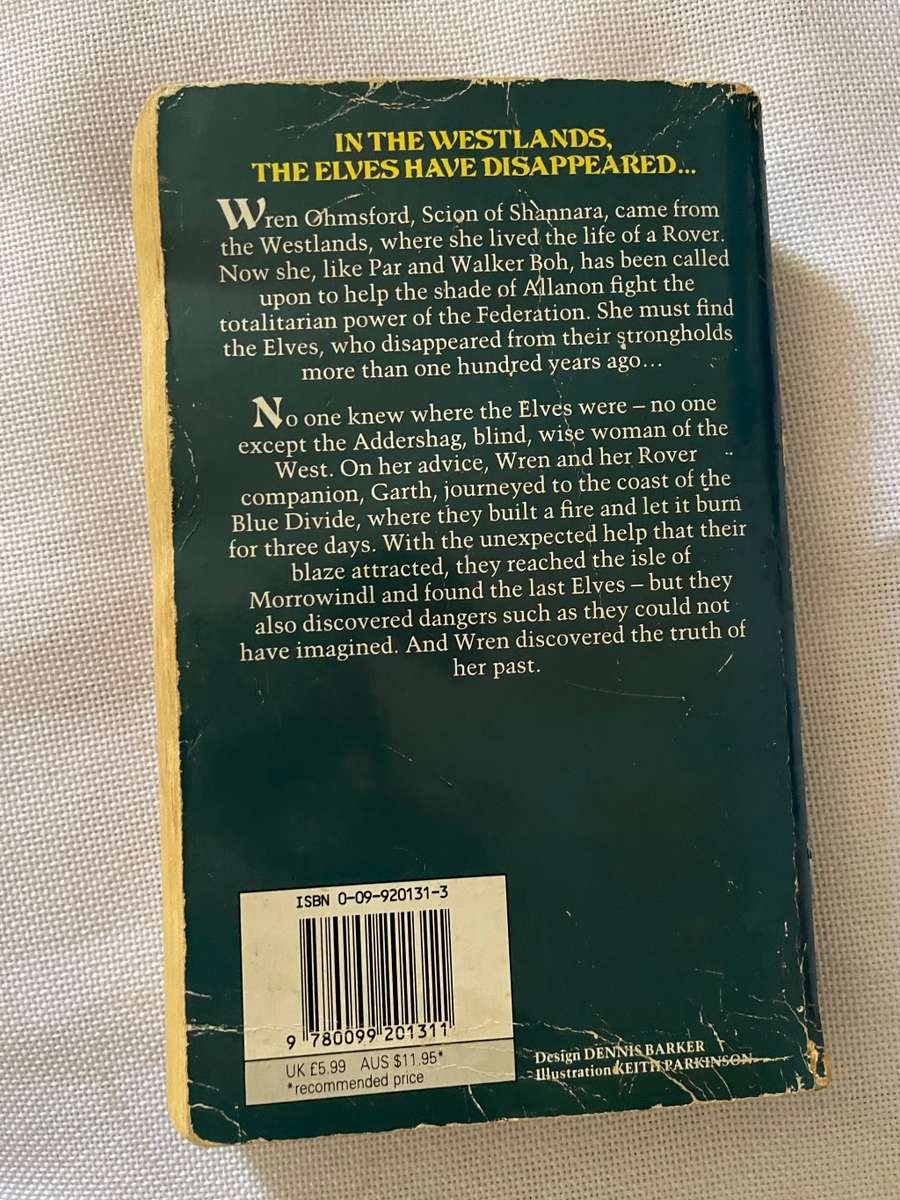 IN THE WESTLANDS,
THE ELVES HAVE DISAPPEARED...
Wren Ohmsford, Scion of Shannara, came from
the Westlands, where she lived the life of a Rover.
Now she, like Par and Walker Boh, has been called
upon to help the shade of Allanon fight the
totalitarian power of the Federation. She must find
the Elves, who disappeared from their strongholds
more than one hundred years ago...
No one knew where the Elves were – no one
except the Addershag, blind, wise woman of the
West. On her advice, Wren and her Rover
companion, Garth, journeyed to the coast of the
Blue Divide, where they built a fire and let it burn
for three days. With the unexpected help that their
blaze attracted, they reached the isle of
Morrowindl and found the last Elves – but they
also discovered dangers such as they could not
have imagined. And Wren discovered the truth of
her past.
ISBN 0-09-920131-3
9 780099 201311
UK £5.99 AUS $11.95*
*recommended price
Design DENNIS BARKER
Illustration KEITH PARKINSON